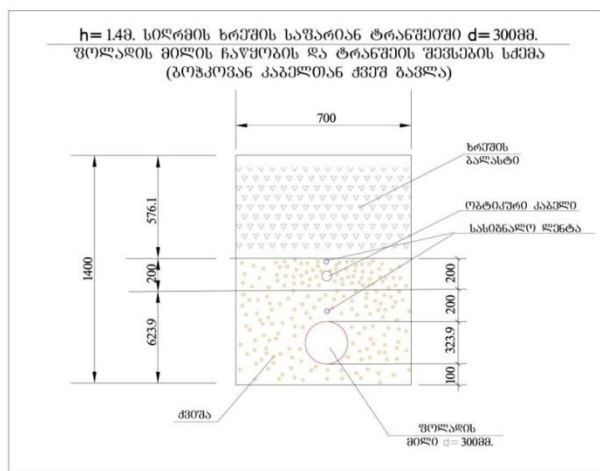 h= 1.4მ. სიღრმის ხრეშის საფარიან ტრანშეიში d= 300მმ.
ფოლადის მილის ჩაწყობის და ტრანშეის შევსების სქემა
(ბოჭკოვან კაბელთან ქვეშ გავლა)
700
ხრეშის
ბალასტი
576.1
ობტიკური კაბელი
სასიგნალო ლენტა
1400
200
200
200
623.9
323.9
100
ქვიშა
ფოლადის
მილი d= 300მმ.